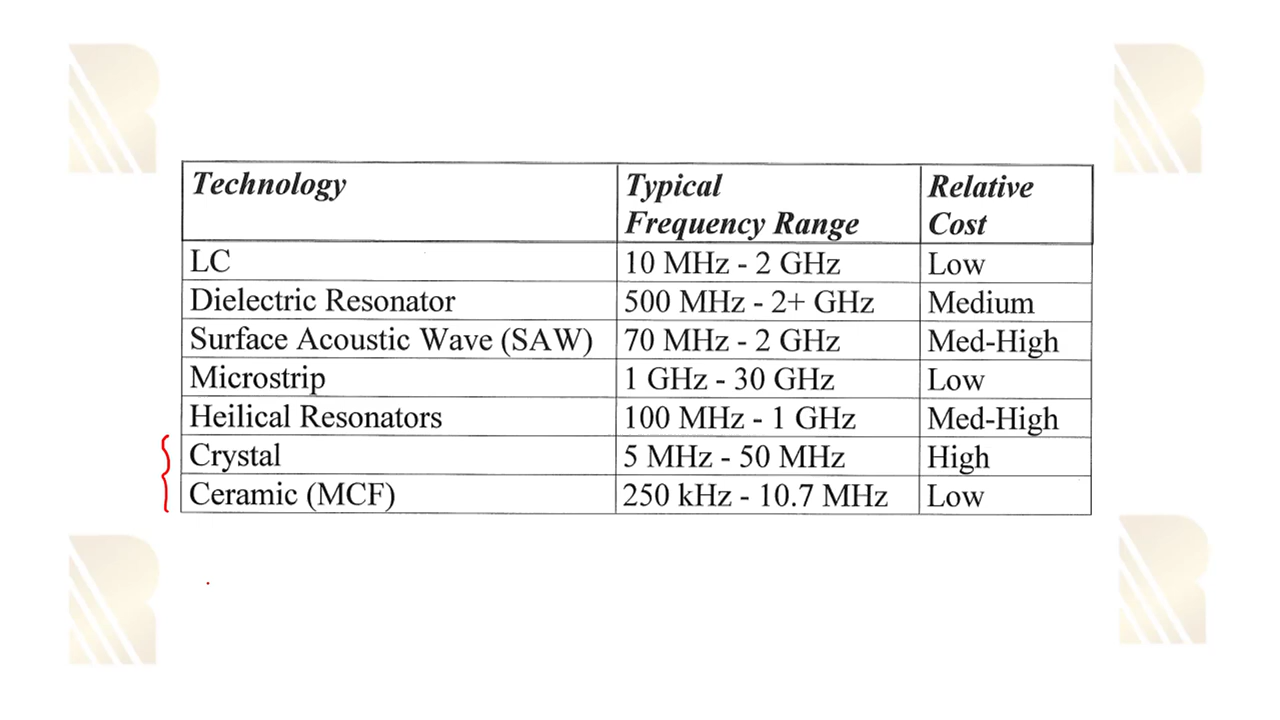 Technology Typical Frequency Range Relative Cost
LC 10 MHz - 2 GHz Low
Dielectric Resonator 500 MHz - 2+ GHz Medium
Surface Acoustic Wave (SAW) 70 MHz - 2 GHz Med-High
Microstrip 1 GHz - 30 GHz Low
Heilical Resonators 100 MHz - 1 GHz Med-High
Crystal 5 MHz - 50 MHz High
Ceramic (MCF) 250 kHz - 10.7 MHz Low